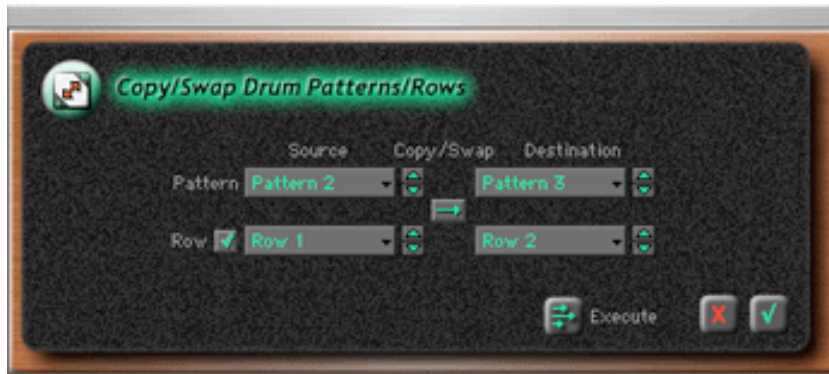 Copy/Swap Drum Patterns/Rows
Source Copy/Swap Destination
Pattern Pattern 2 Pattern 3
Row Row 1 Row 2
Execute X √